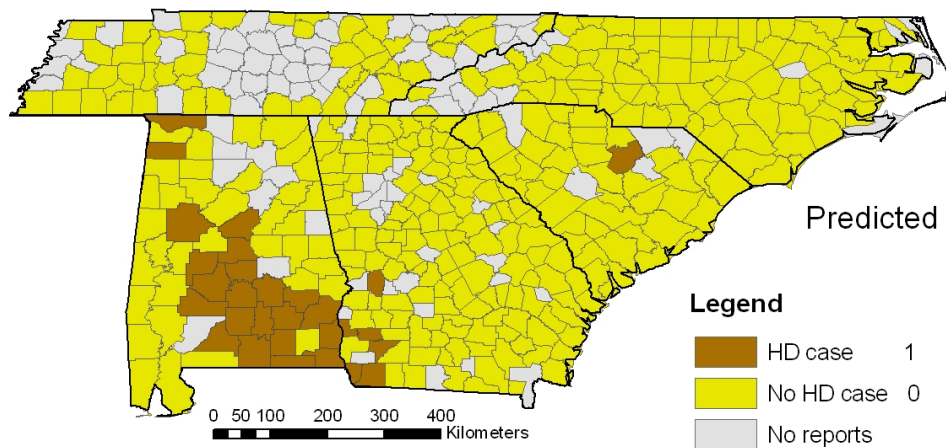 Predicted
Legend
HD case 1
No HD case 0
No reports
0 50 100 200 300 400
Kilometers